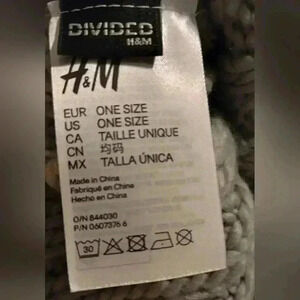 DIVIDED
H&M
H&M
EUR ONE SIZE
US ONE SIZE
CA TAILLE UNIQUE
CN 均码
MX TALLA ÚNICA
Made in China
Fabriqué en Chine
Hecho en China
O/N 844030
P/N 0607376 6
30